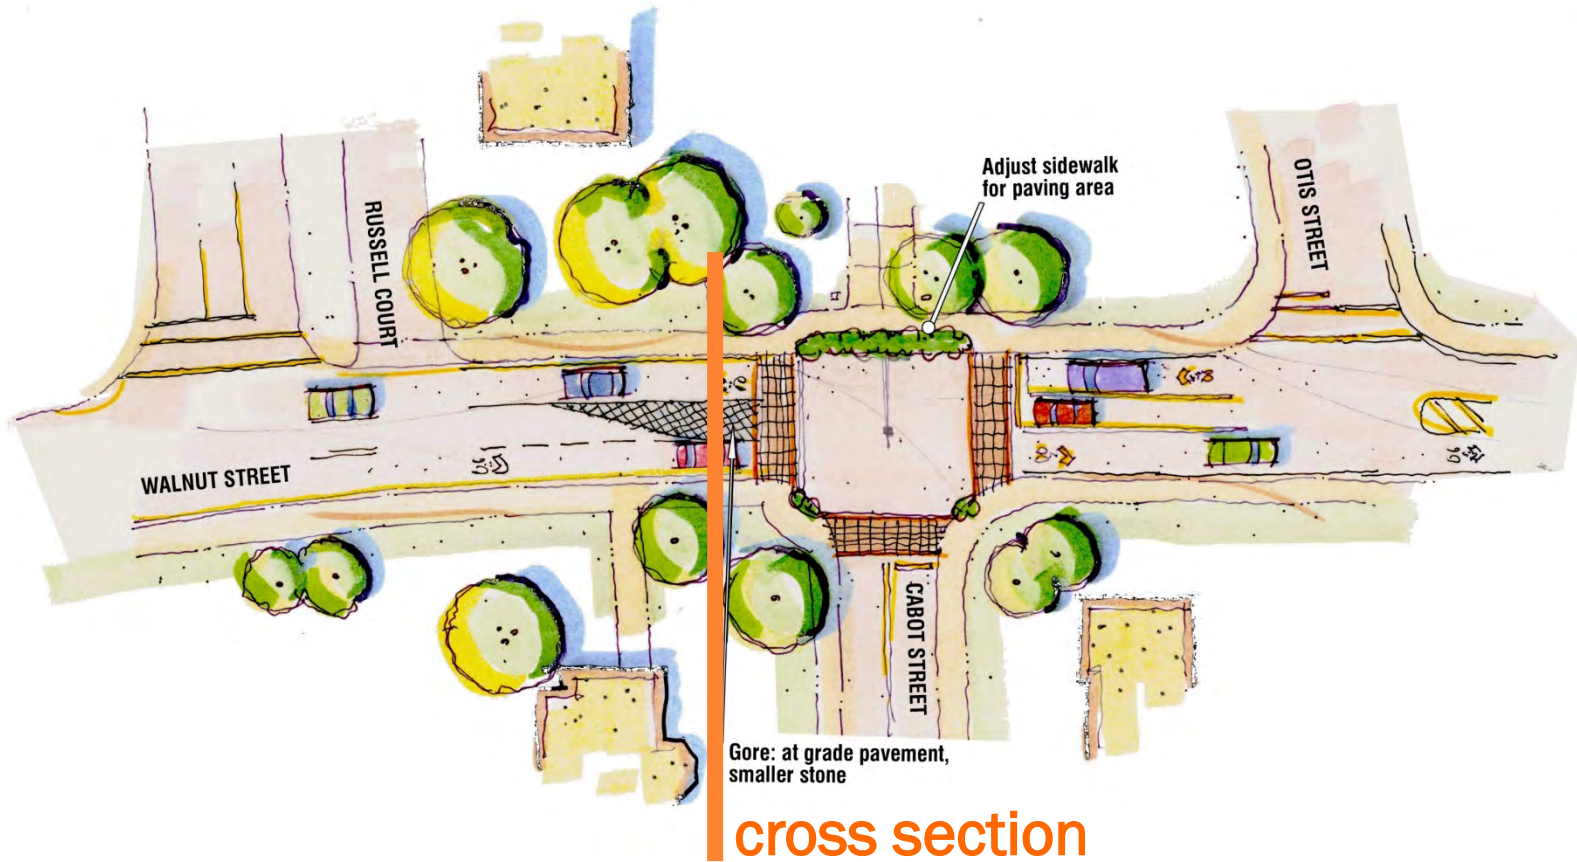 Adjust sidewalk
for paving area
RUSSELL COURT
OTIS STREET
WALNUT STREET
CABOT STREET
Gore: at grade pavement,
smaller stone
cross section